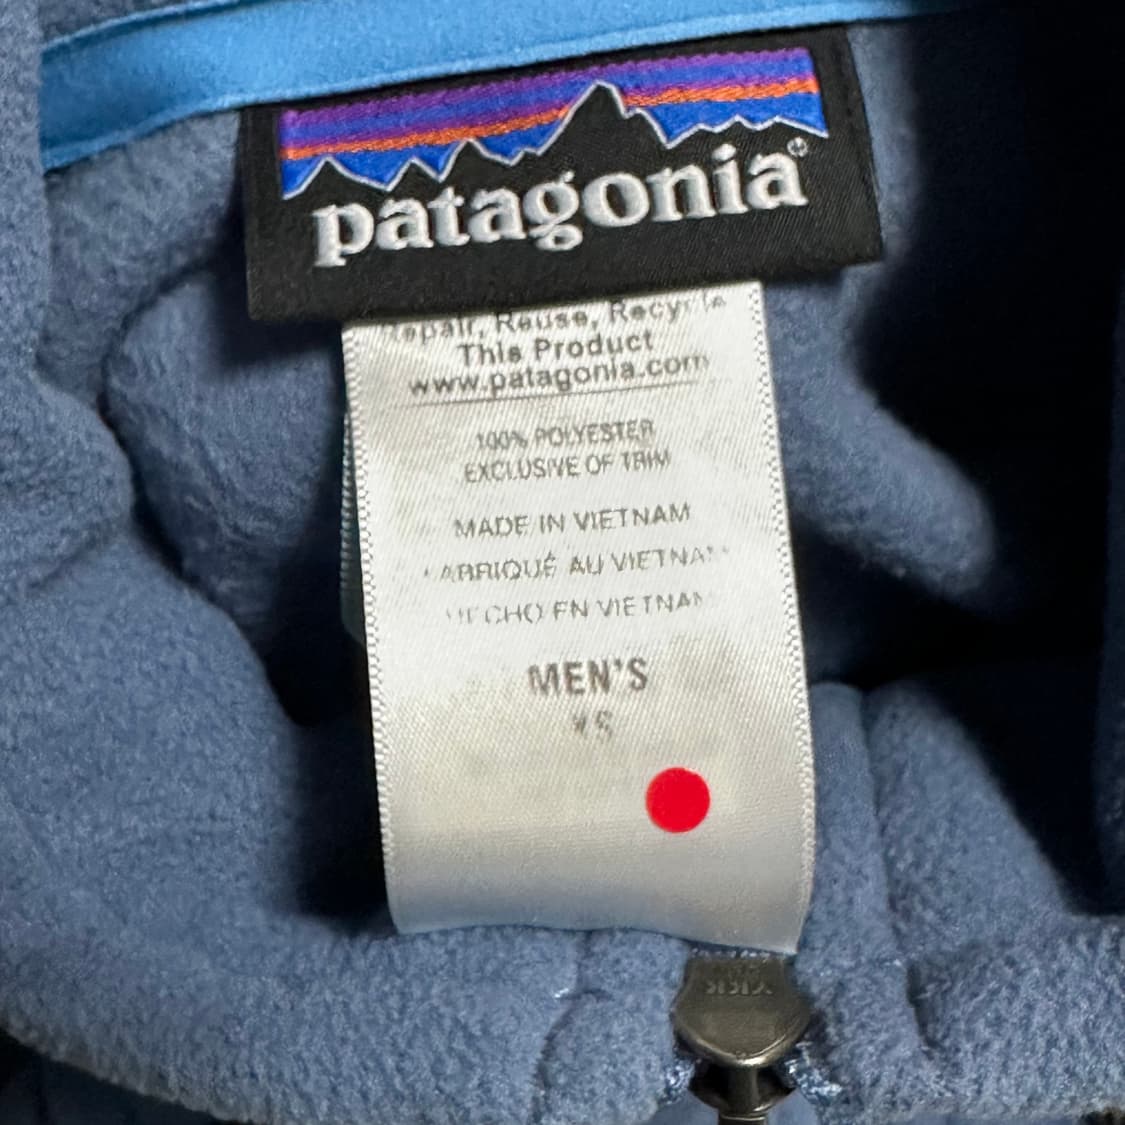 patagonia®
Repair, Reuse, Recycle
This Product
www.patagonia.com
100% POLYESTER
EXCLUSIVE OF TRIM
MADE IN VIETNAM
FABRIQUÉ AU VIETNAM
HECHO EN VIETNAM
MEN'S
XS